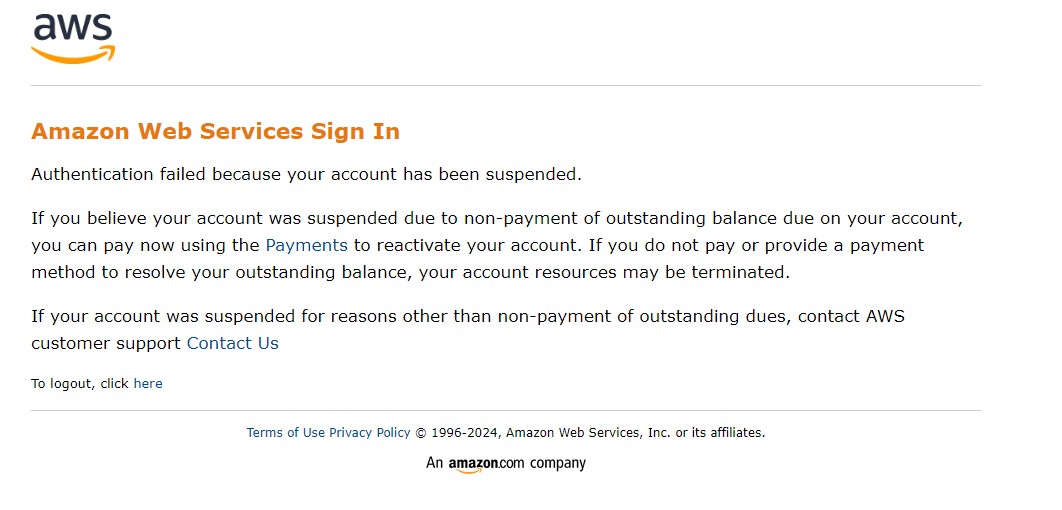 aws
Amazon Web Services Sign In
Authentication failed because your account has been suspended.
If you believe your account was suspended due to non-payment of outstanding balance due on your account,
you can pay now using the Payments to reactivate your account. If you do not pay or provide a payment
method to resolve your outstanding balance, your account resources may be terminated.
If your account was suspended for reasons other than non-payment of outstanding dues, contact AWS
customer support Contact Us
To logout, click here
Terms of Use Privacy Policy © 1996-2024, Amazon Web Services, Inc. or its affiliates.
An amazon.com company